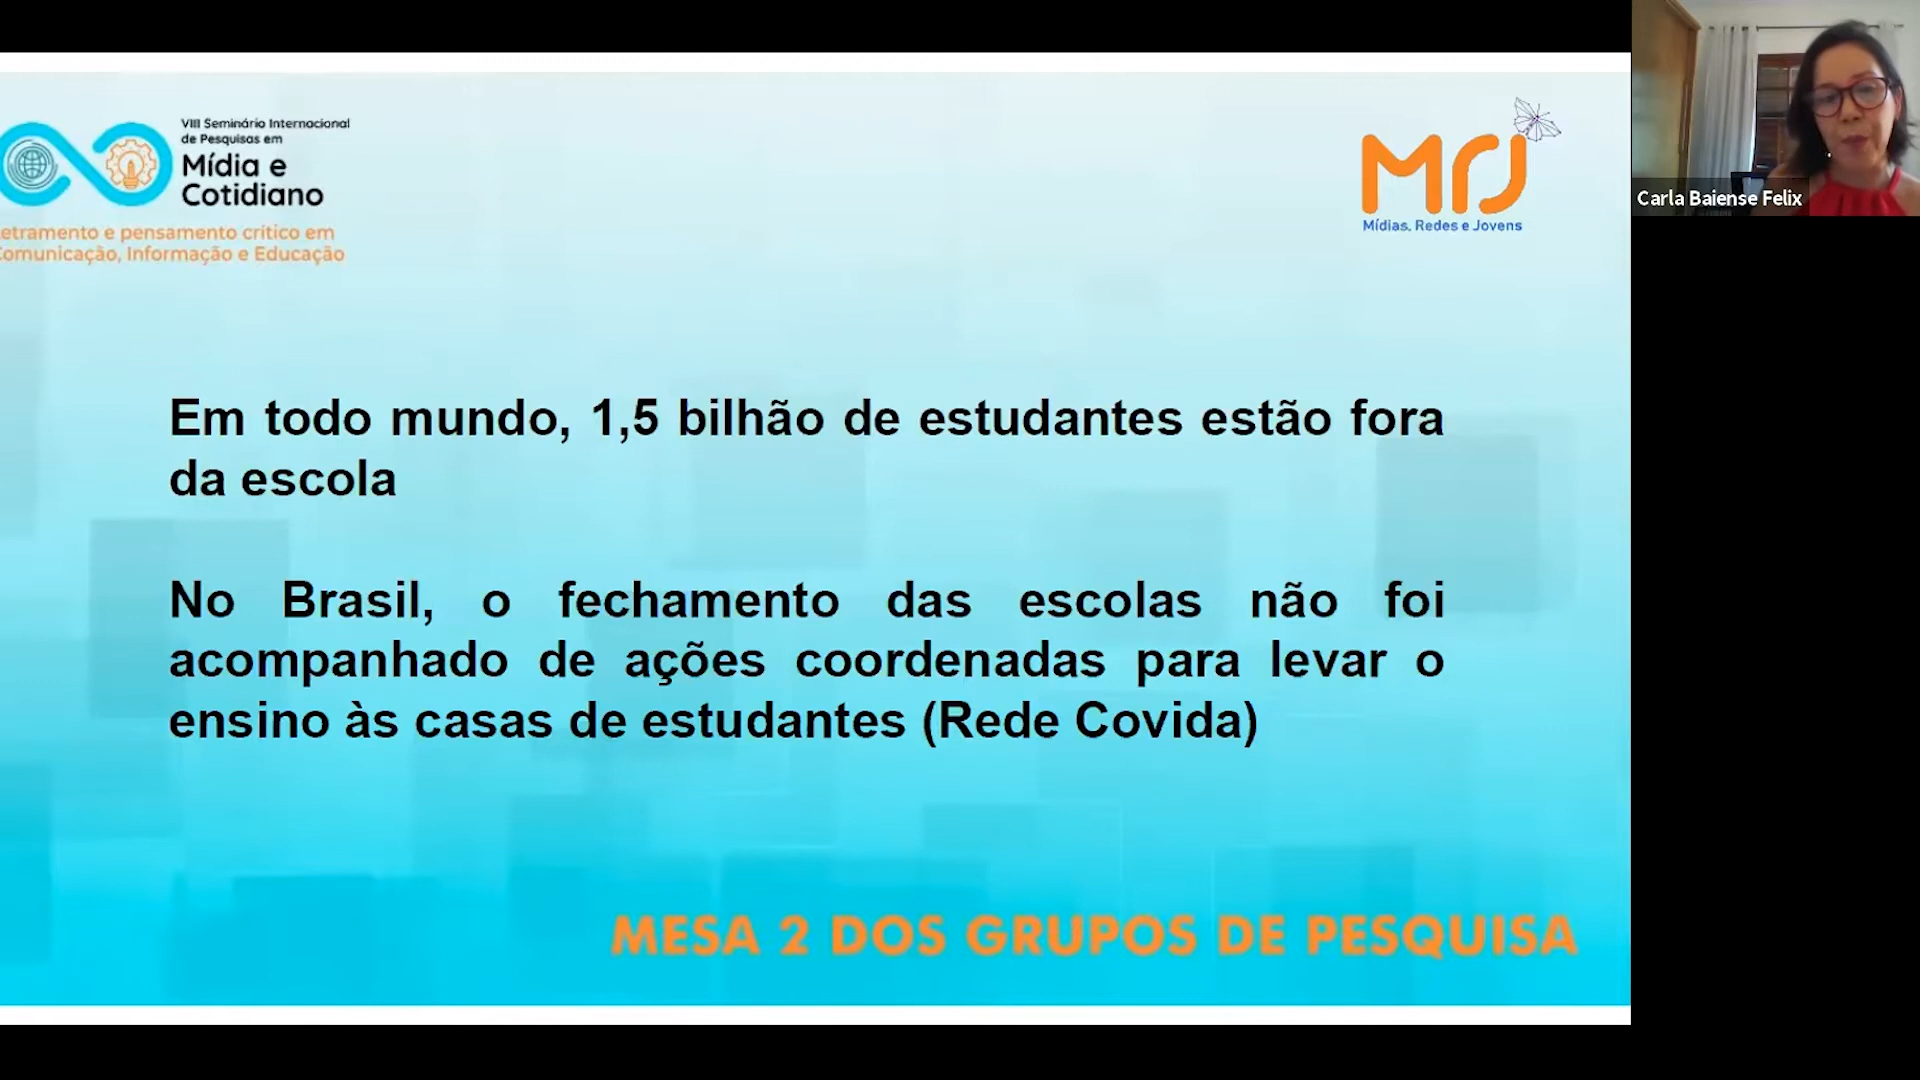 VIII Seminário Internacional
de Pesquisas em
Mídia e
Cotidiano
etramento e pensamento crítico em
omunicação, Informação e Educação
MRJ
Mídias, Redes e Jovens
Carla Baiense Felix
Em todo mundo, 1,5 bilhão de estudantes estão fora
da escola
No Brasil, o fechamento das escolas não foi
acompanhado de ações coordenadas para levar o
ensino às casas de estudantes (Rede Covida)
MESA 2 DOS GRUPOS DE PESQUISA